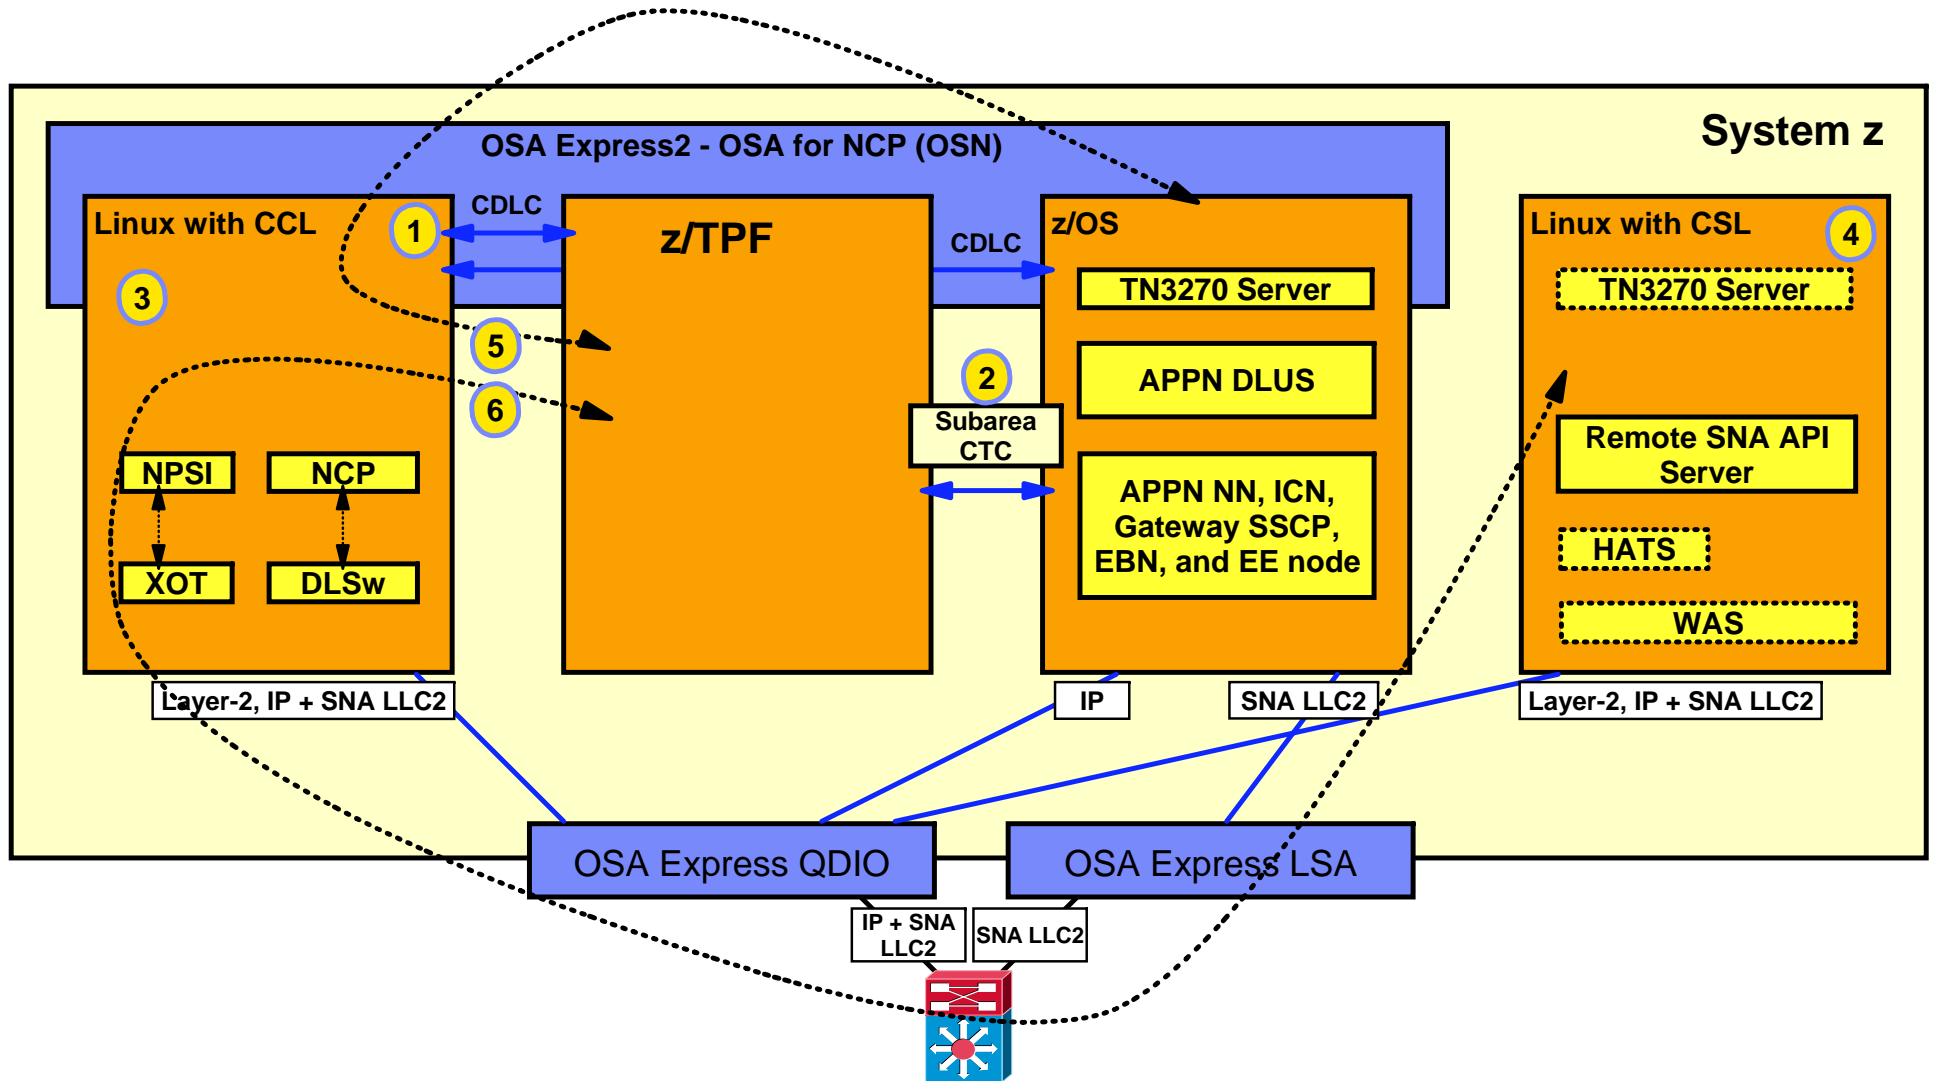 System z
OSA Express2 - OSA for NCP (OSN)
Linux with CCL
1
CDLC
3
NPSI
NCP
XOT
DLSw
z/TPF
5
6
CDLC
2
Subarea
CTC
z/OS
TN3270 Server
APPN DLUS
APPN NN, ICN,
Gateway SSCP,
EBN, and EE node
Linux with CSL
4
TN3270 Server
Remote SNA API
Server
HATS
WAS
Layer-2, IP + SNA LLC2
IP
SNA LLC2
Layer-2, IP + SNA LLC2
OSA Express QDIO
OSA Express LSA
IP + SNA
LLC2
SNA LLC2